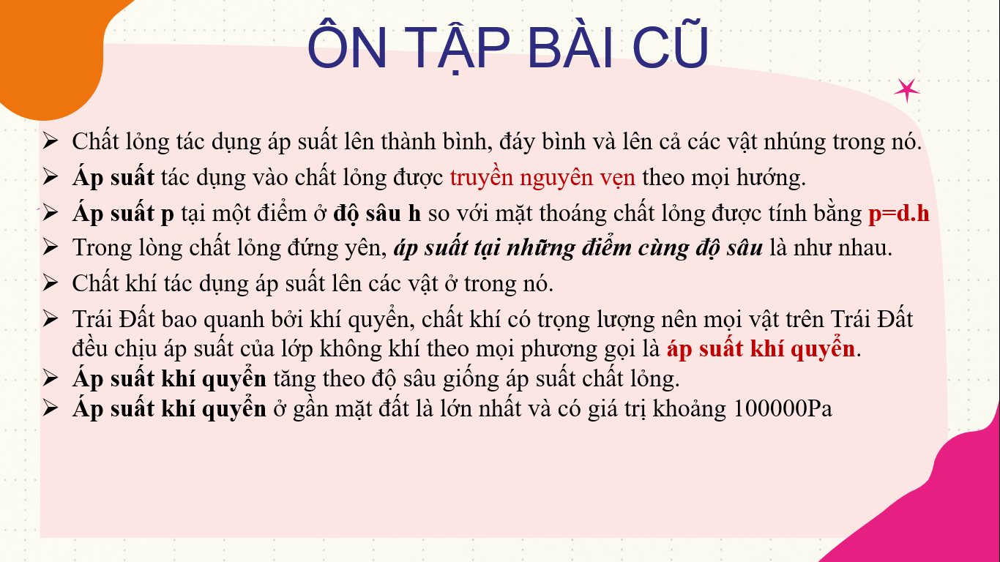 ÔN TẬP BÀI CŨ
➢ Chất lỏng tác dụng áp suất lên thành bình, đáy bình và lên cả các vật nhúng trong nó.
➢ Áp suất tác dụng vào chất lỏng được truyền nguyên vẹn theo mọi hướng.
➢ Áp suất p tại một điểm ở độ sâu h so với mặt thoáng chất lỏng được tính bằng p=d.h
➢ Trong lòng chất lỏng đứng yên, áp suất tại những điểm cùng độ sâu là như nhau.
➢ Chất khí tác dụng áp suất lên các vật ở trong nó.
➢ Trái Đất bao quanh bởi khí quyển, chất khí có trọng lượng nên mọi vật trên Trái Đất
đều chịu áp suất của lớp không khí theo mọi phương gọi là áp suất khí quyển.
➢ Áp suất khí quyển tăng theo độ sâu giống áp suất chất lỏng.
➢ Áp suất khí quyển ở gần mặt đất là lớn nhất và có giá trị khoảng 100000Pa